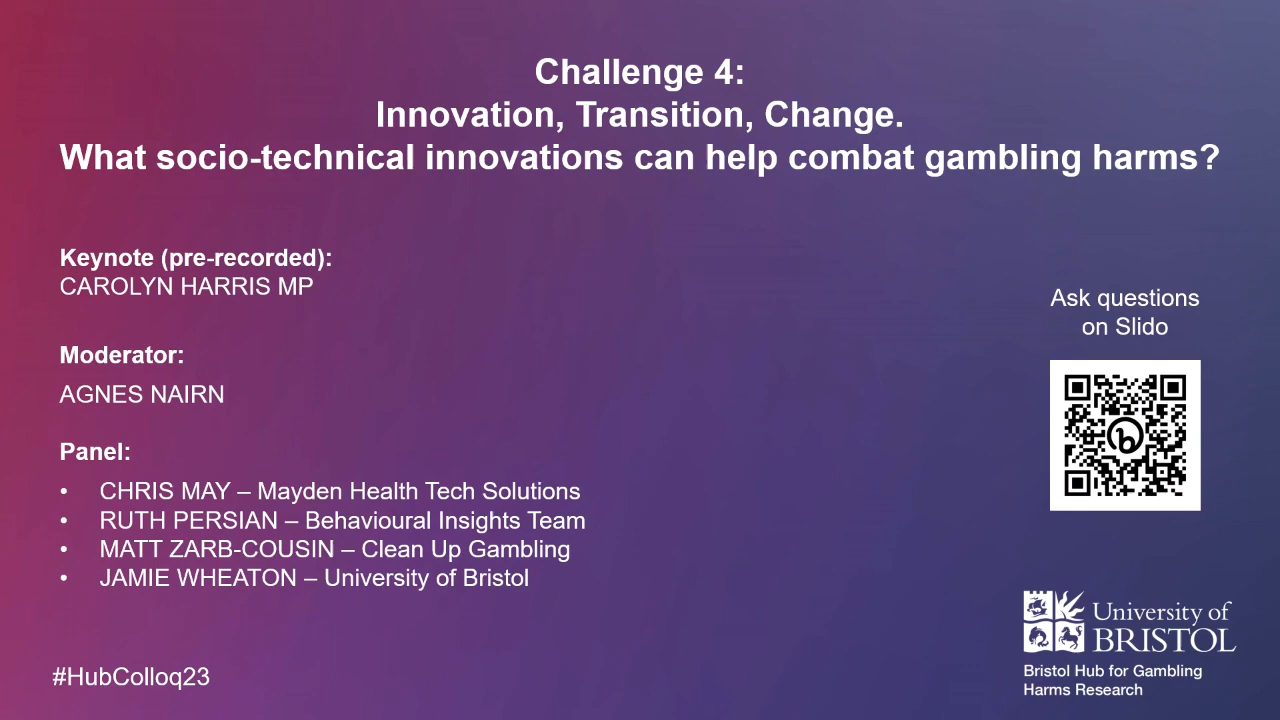 Challenge 4:
Innovation, Transition, Change.
What socio-technical innovations can help combat gambling harms?
Keynote (pre-recorded):
CAROLYN HARRIS MP
Moderator:
AGNES NAIRN
Panel:
• CHRIS MAY – Mayden Health Tech Solutions
• RUTH PERSIAN – Behavioural Insights Team
• MATT ZARB-COUSIN – Clean Up Gambling
• JAMIE WHEATON – University of Bristol
#HubColloq23
Ask questions
on Slido
University of
BRISTOL
Bristol Hub for Gambling
Harms Research